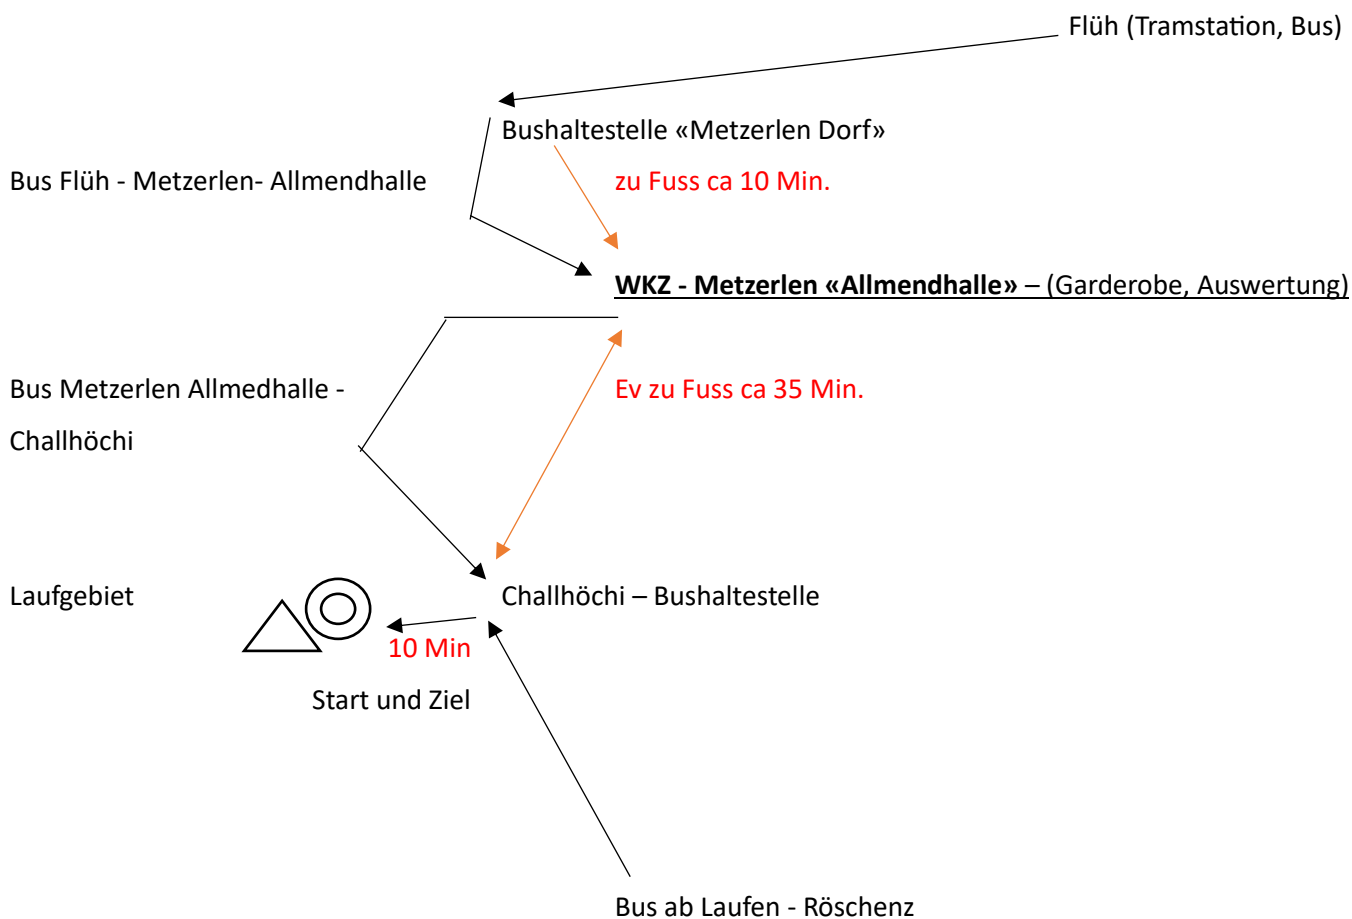 Flüh (Tramstation, Bus)
Bushaltestelle «Metzerlen Dorf»
Bus Flüh - Metzerlen- Allmendhalle
zu Fuss ca 10 Min.
WKZ - Metzerlen «Allmendhalle» – (Garderobe, Auswertung)
Bus Metzerlen Allmedhalle -
Challhöchi
Ev zu Fuss ca 35 Min.
Laufgebiet
Challhöchi – Bushaltestelle
10 Min
Start und Ziel
Bus ab Laufen - Röschenz